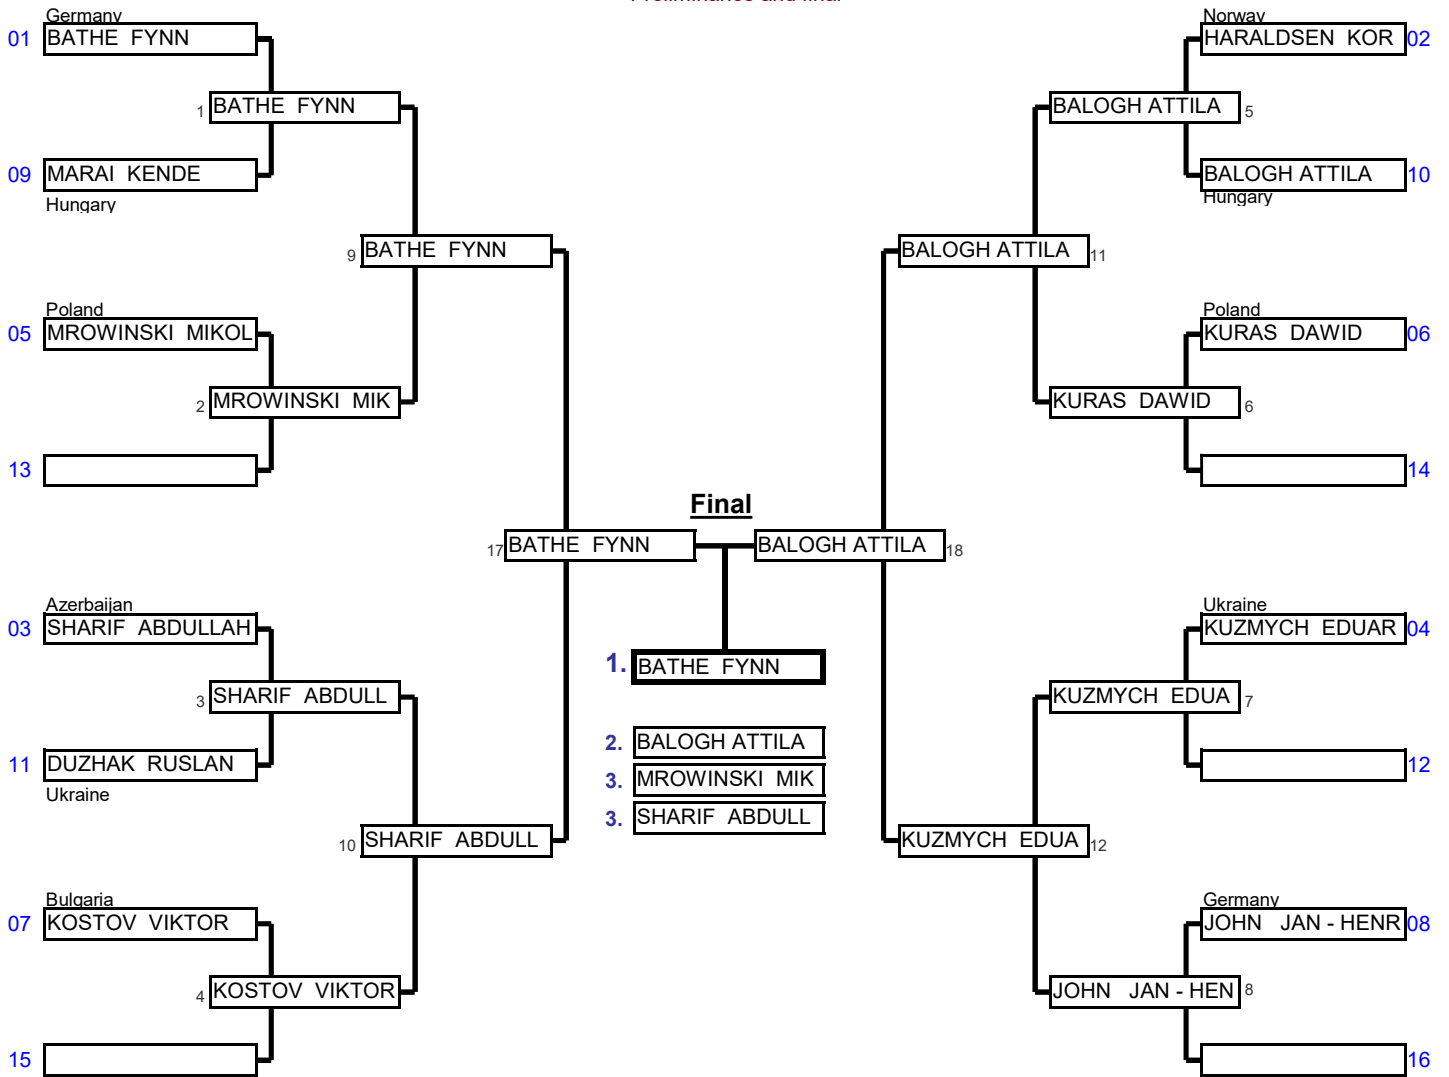 Preliminaries and final
Germany
01 BATHE FYNN
1 BATHE FYNN
09 MARAI KENDE
Hungary
9 BATHE FYNN
Poland
05 MROWINSKI MIKOL
2 MROWINSKI MIK
13
17 BATHE FYNN
Azerbaijan
03 SHARIF ABDULLAH
3 SHARIF ABDULL
11 DUZHAK RUSLAN
Ukraine
10 SHARIF ABDULL
Bulgaria
07 KOSTOV VIKTOR
4 KOSTOV VIKTOR
15
Final
1. BATHE FYNN
2. BALOGH ATTILA
3. MROWINSKI MIK
3. SHARIF ABDULL
Norway
HARALDSEN KOR 02
BALOGH ATTILA 5
BALOGH ATTILA 10
Hungary
BALOGH ATTILA 11
Poland
KURAS DAWID 06
KURAS DAWID 6
14
BALOGH ATTILA 18
Ukraine
KUZMYCH EDUAR 04
KUZMYCH EDUA 7
12
KUZMYCH EDUA 12
Germany
JOHN JAN - HENR 08
JOHN JAN - HEN 8
16